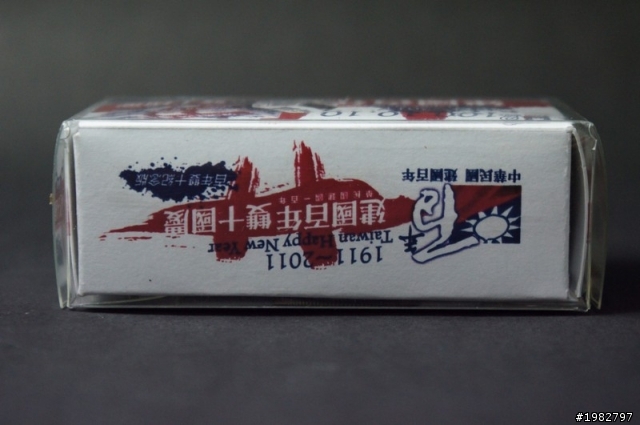 1911—2011
Taiwan Happy New Year
建國百年雙十國慶
百年雙十紀念版
中華民國 建國百年
#1982797